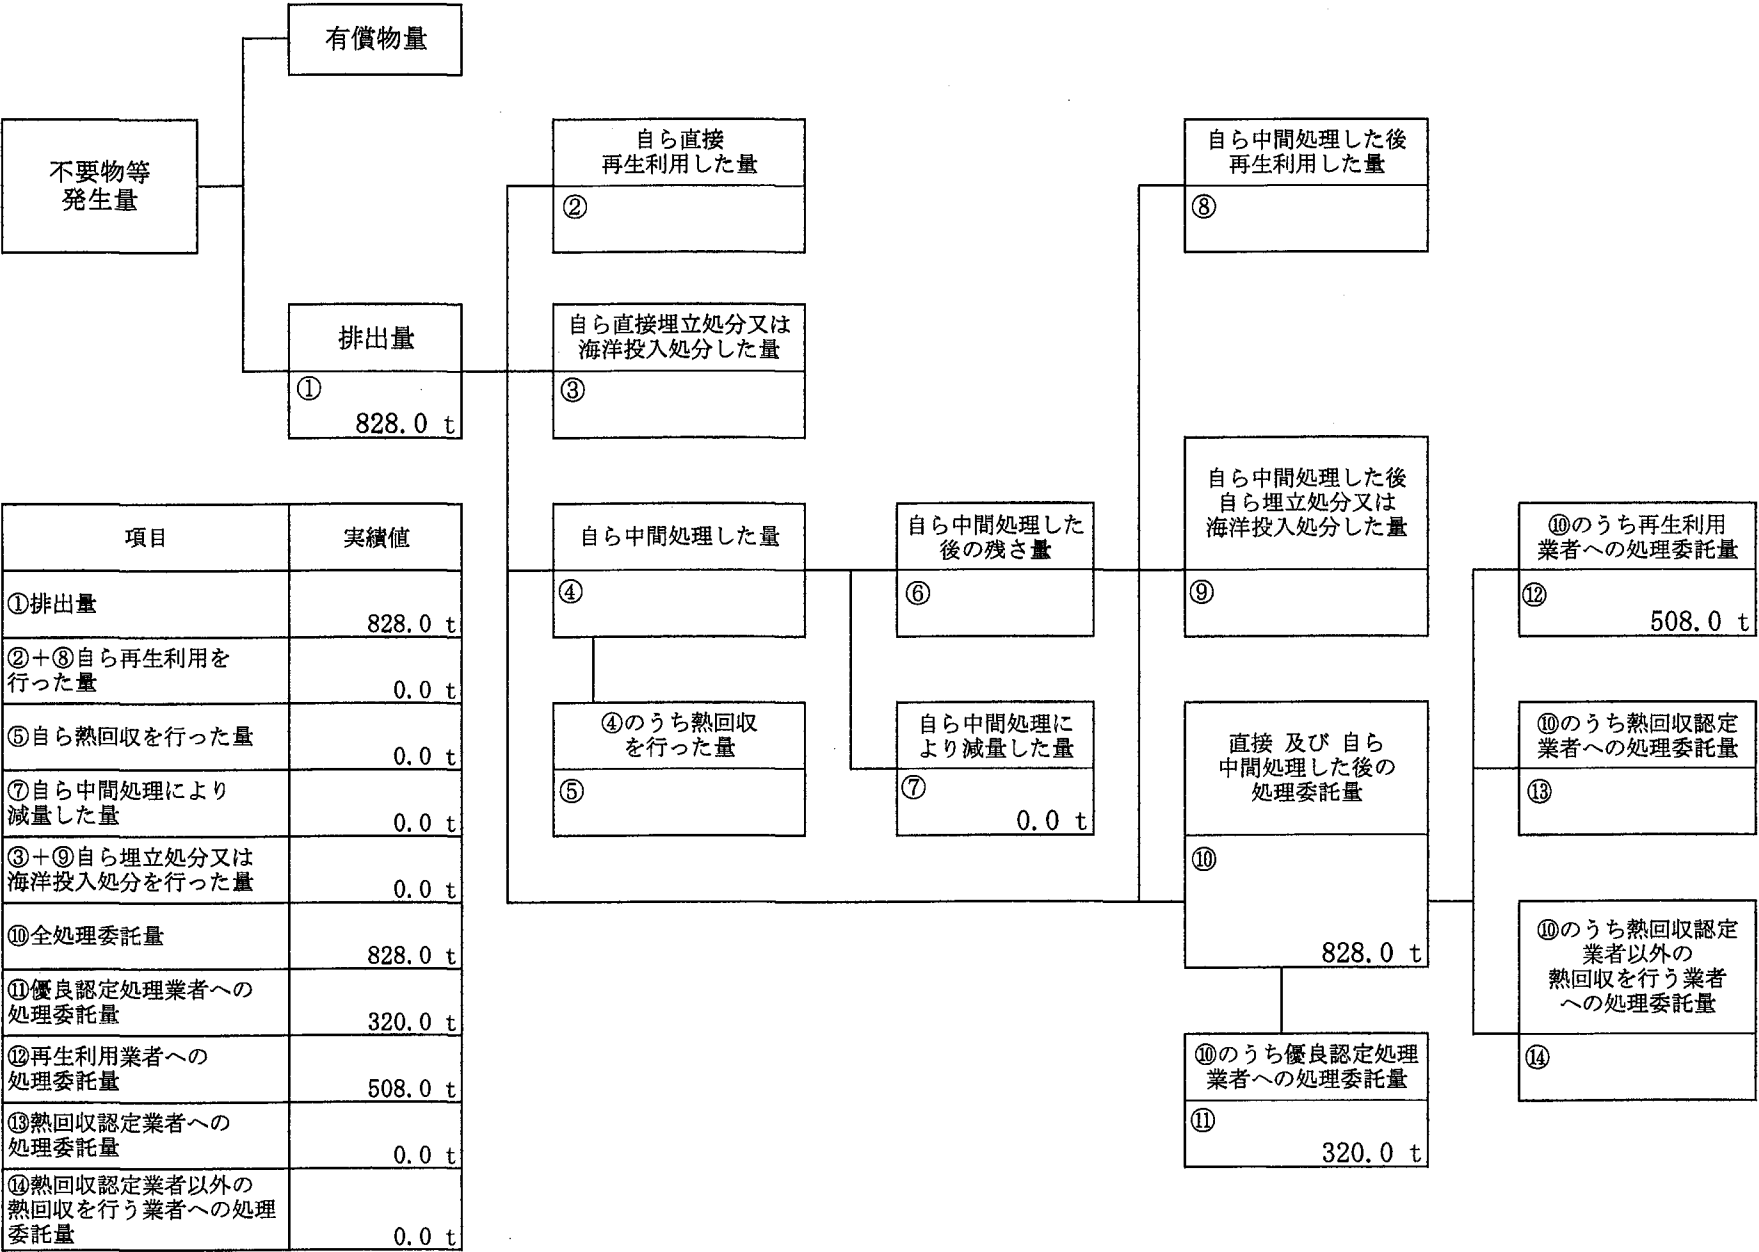 有償物量
不要物等
発生量
排出量
①
828.0 t
自ら直接
再生利用した量
②
自ら直接埋立処分又は
海洋投入処分した量
③
自ら中間処理した量
④
④のうち熱回収
を行った量
⑤
自ら中間処理した
後の残さ量
⑥
自ら中間処理に
より減量した量
⑦
0.0 t
自ら中間処理した後
再生利用した量
⑧
自ら中間処理した後
自ら埋立処分又は
海洋投入処分した量
⑨
直接 及び 自ら
中間処理した後の
処理委託量
⑩
828.0 t
⑩のうち優良認定処理
業者への処理委託量
⑪
320.0 t
⑩のうち再生利用
業者への処理委託量
⑫
508.0 t
⑩のうち熱回収認定
業者への処理委託量
⑬
⑩のうち熱回収認定
業者以外の
熱回収を行う業者
への処理委託量
⑭
項目 実績値
①排出量
828.0 t
②＋⑧自ら再生利用を
行った量
0.0 t
⑤自ら熱回収を行った量
0.0 t
⑦自ら中間処理により
減量した量
0.0 t
③＋⑨自ら埋立処分又は
海洋投入処分を行った量
0.0 t
⑩全処理委託量
828.0 t
⑪優良認定処理業者への
処理委託量
320.0 t
⑫再生利用業者への
処理委託量
508.0 t
⑬熱回収認定業者への
処理委託量
0.0 t
⑭熱回収認定業者以外の
熱回収を行う業者への処理
委託量
0.0 t